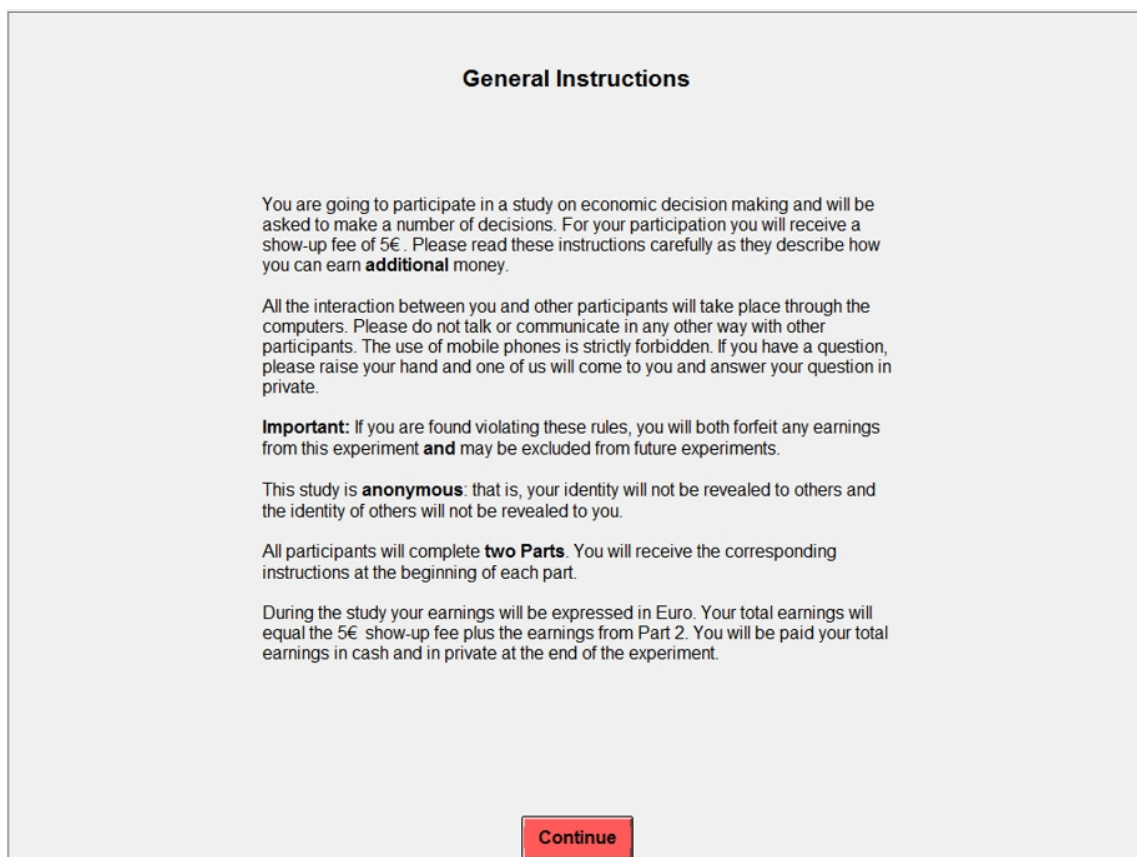 General Instructions
You are going to participate in a study on economic decision making and will be
asked to make a number of decisions. For your participation you will receive a
show-up fee of 5€ . Please read these instructions carefully as they describe how
you can earn additional money.
All the interaction between you and other participants will take place through the
computers. Please do not talk or communicate in any other way with other
participants. The use of mobile phones is strictly forbidden. If you have a question,
please raise your hand and one of us will come to you and answer your question in
private.
Important: If you are found violating these rules, you will both forfeit any earnings
from this experiment and may be excluded from future experiments.
This study is anonymous: that is, your identity will not be revealed to others and
the identity of others will not be revealed to you.
All participants will complete two Parts. You will receive the corresponding
instructions at the beginning of each part.
During the study your earnings will be expressed in Euro. Your total earnings will
equal the 5€ show-up fee plus the earnings from Part 2. You will be paid your total
earnings in cash and in private at the end of the experiment.
Continue